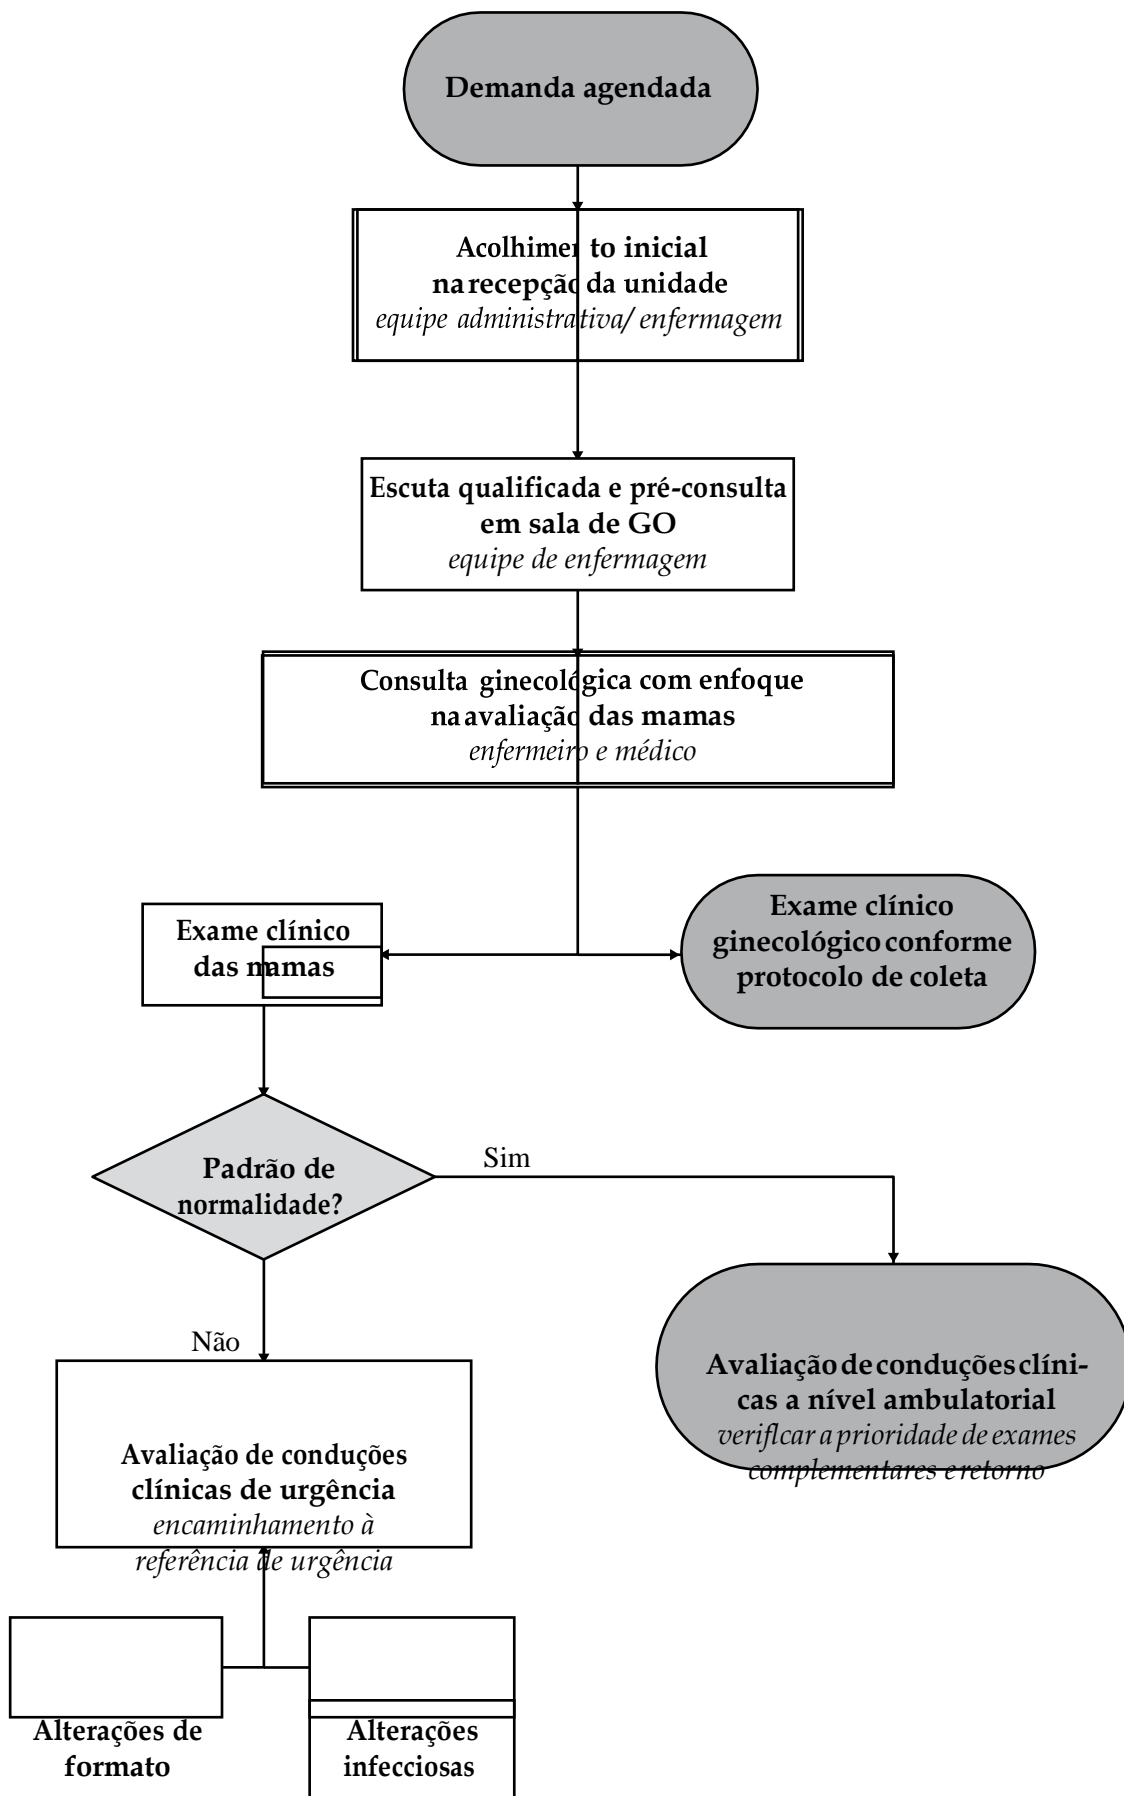 Demanda agendada
Acolhimento inicial
na recepção da unidade
equipe administrativa/ enfermagem
Escuta qualificada e pré-consulta
em sala de GO
equipe de enfermagem
Consulta ginecológica com enfoque
na avaliação das mamas
enfermeiro e médico
Exame clínico
das mamas
Exame clínico
ginecológico conforme
protocolo de coleta
Padrão de
normalidade?
Sim
Não
Avaliação de conduções clíni-
cas a nível ambulatorial
verificar a prioridade de exames
complementares e retorno
Avaliação de conduções
clínicas de urgência
encaminhamento à
referência de urgência
Alterações de
formato
Alterações
infecciosas